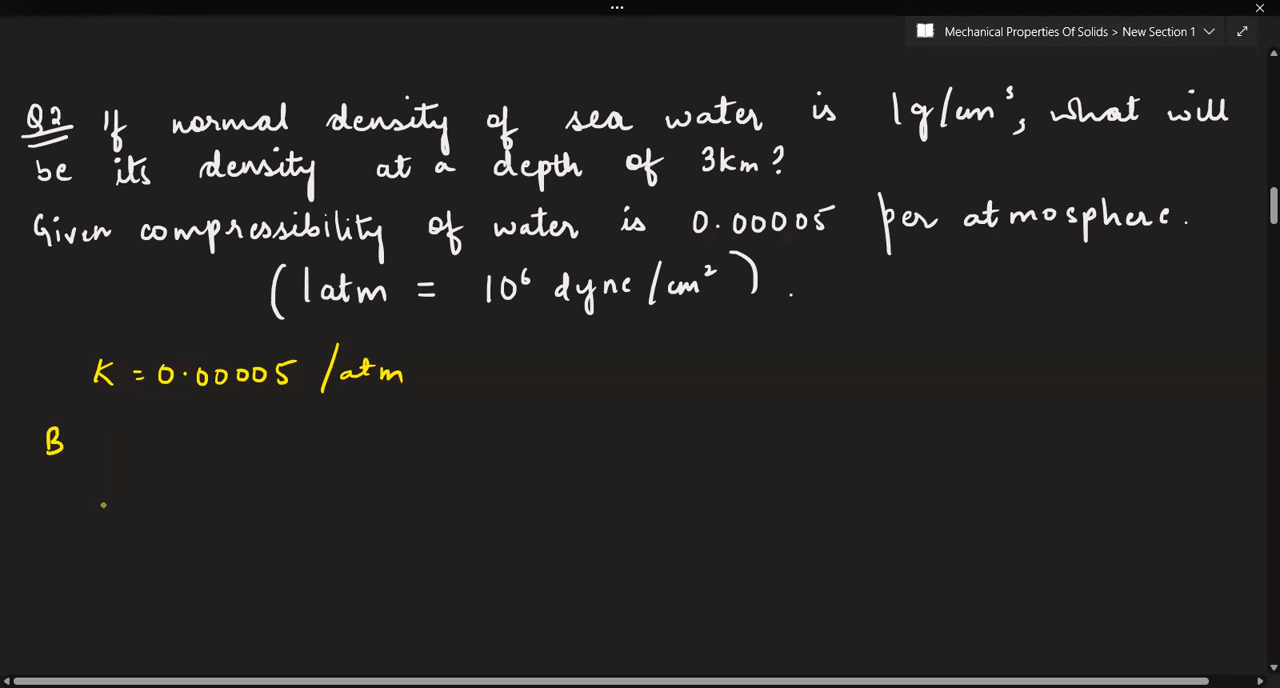 Mechanical Properties Of Solids > New Section 1
Q2 If normal density of sea water is 1g/cm³, what will
be its density at a depth of 3km?
Given compressibility of water is 0.00005 per atmosphere.
(1atm = 10⁶ dyne/cm²).
K = 0.00005 /atm
B